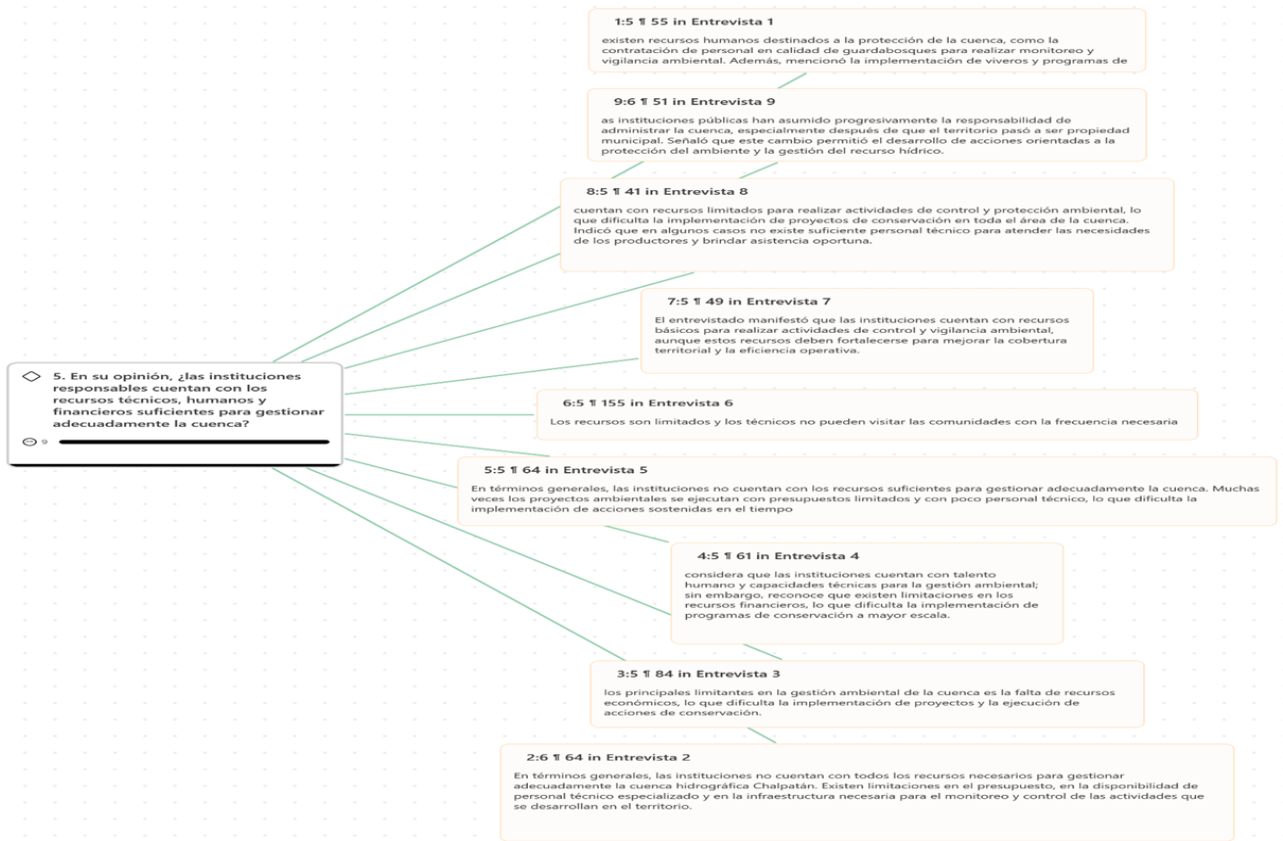 1:5 ¶ 55 in Entrevista 1
existen recursos humanos destinados a la protección de la cuenca, como la
contratación de personal en calidad de guardabosques para realizar monitoreo y
vigilancia ambiental. Además, mencionó la implementación de viveros y programas de
9:6 ¶ 51 in Entrevista 9
as instituciones públicas han asumido progresivamente la responsabilidad de
administrar la cuenca, especialmente después de que el territorio pasó a ser propiedad
municipal. Señaló que este cambio permitió el desarrollo de acciones orientadas a la
protección del ambiente y la gestión del recurso hídrico.
8:5 ¶ 41 in Entrevista 8
cuentan con recursos limitados para realizar actividades de control y protección ambiental, lo
que dificulta la implementación de proyectos de conservación en toda el área de la cuenca.
Indicó que en algunos casos no existe suficiente personal técnico para atender las necesidades
de los productores y brindar asistencia oportuna.
7:5 ¶ 49 in Entrevista 7
El entrevistado manifestó que las instituciones cuentan con recursos
básicos para realizar actividades de control y vigilancia ambiental,
aunque estos recursos deben fortalecerse para mejorar la cobertura
territorial y la eficiencia operativa.
5. En su opinión, ¿las instituciones
responsables cuentan con los
recursos técnicos, humanos y
financieros suficientes para gestionar
adecuadamente la cuenca?
9
6:5 ¶ 155 in Entrevista 6
Los recursos son limitados y los técnicos no pueden visitar las comunidades con la frecuencia necesaria
5:5 ¶ 64 in Entrevista 5
En términos generales, las instituciones no cuentan con los recursos suficientes para gestionar adecuadamente la cuenca. Muchas
veces los proyectos ambientales se ejecutan con presupuestos limitados y con poco personal técnico, lo que dificulta la
implementación de acciones sostenidas en el tiempo
4:5 ¶ 61 in Entrevista 4
considera que las instituciones cuentan con talento
humano y capacidades técnicas para la gestión ambiental;
sin embargo, reconoce que existen limitaciones en los
recursos financieros, lo que dificulta la implementación de
programas de conservación a mayor escala.
3:5 ¶ 84 in Entrevista 3
los principales limitantes en la gestión ambiental de la cuenca es la falta de recursos
económicos, lo que dificulta la implementación de proyectos y la ejecución de
acciones de conservación.
2:6 ¶ 64 in Entrevista 2
En términos generales, las instituciones no cuentan con todos los recursos necesarios para gestionar
adecuadamente la cuenca hidrográfica Chalpatán. Existen limitaciones en el presupuesto, en la disponibilidad de
personal técnico especializado y en la infraestructura necesaria para el monitoreo y control de las actividades que
se desarrollan en el territorio.